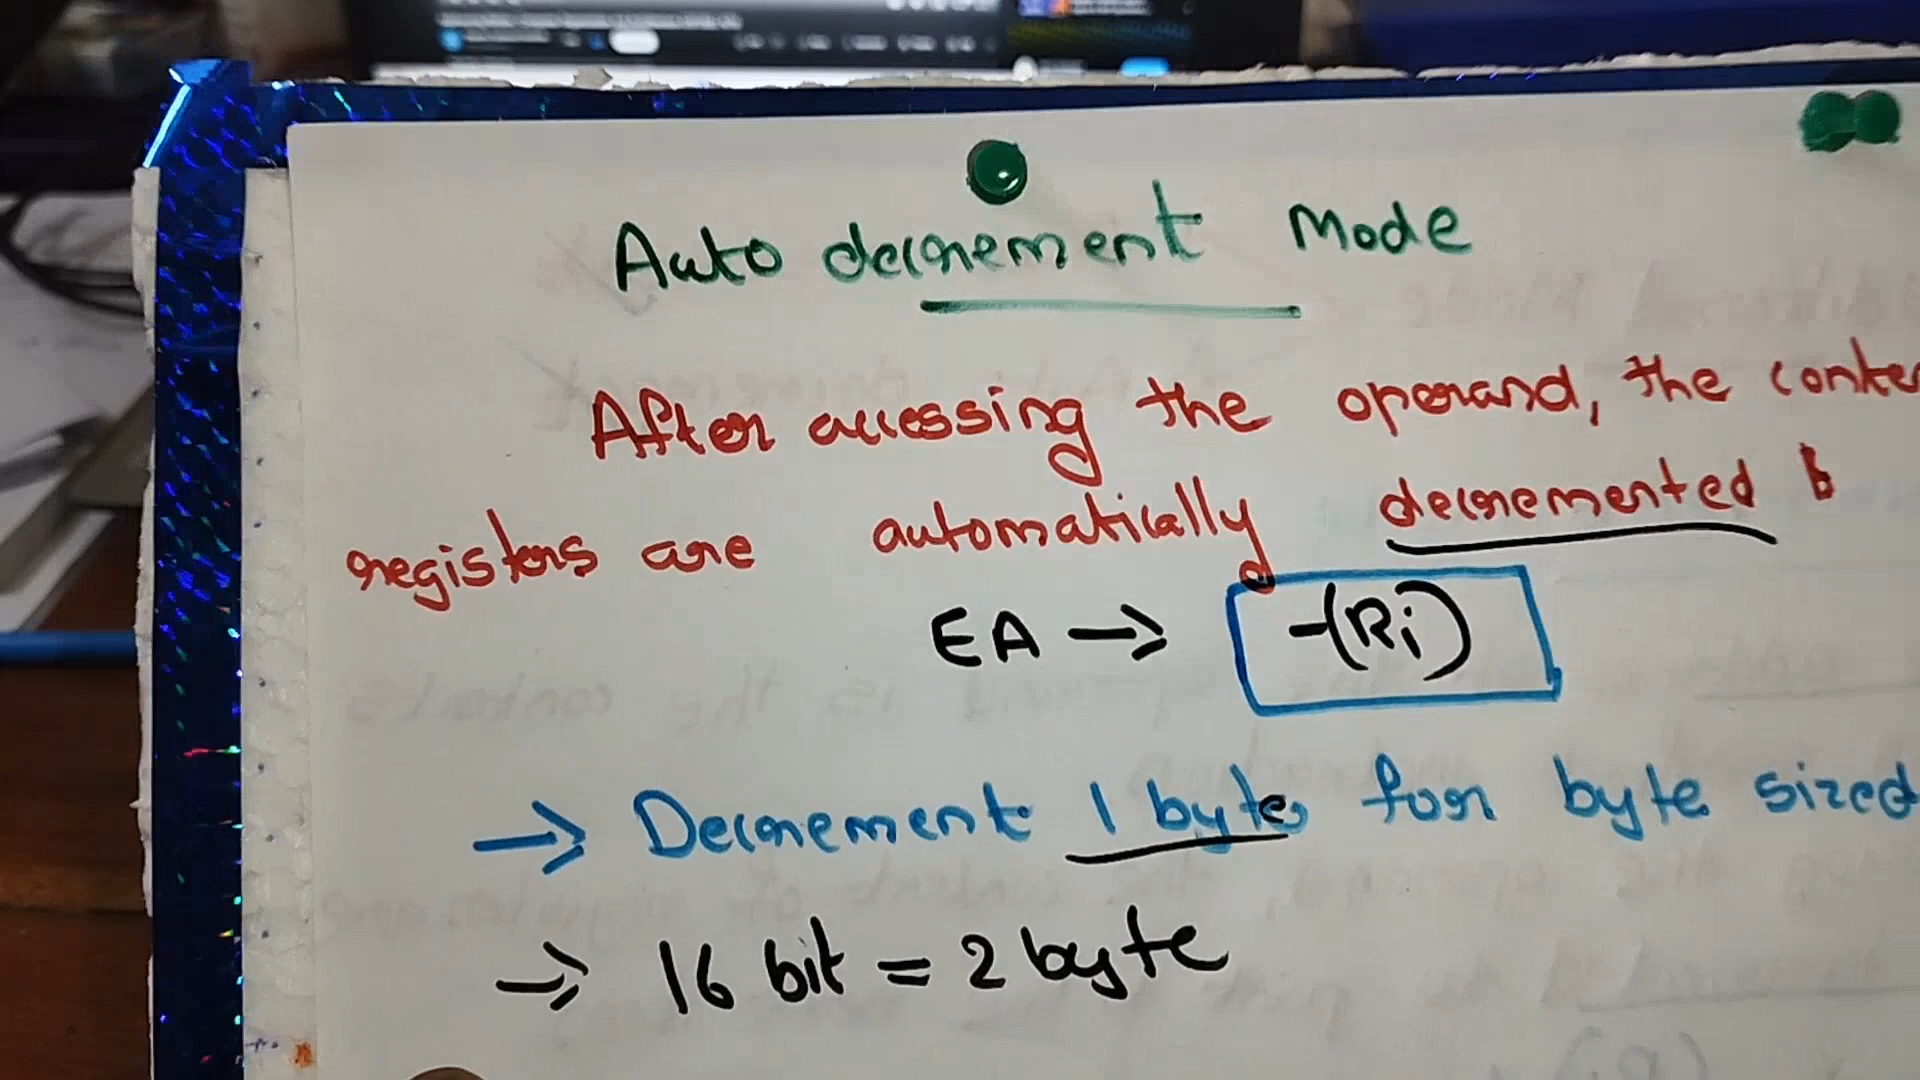 Auto decrement Mode
After accessing the operand, the conte
registers are automatically decremented b
EA → -(Ri)
→ Decrement 1 byte for byte sized
→ 16 bit = 2 byte